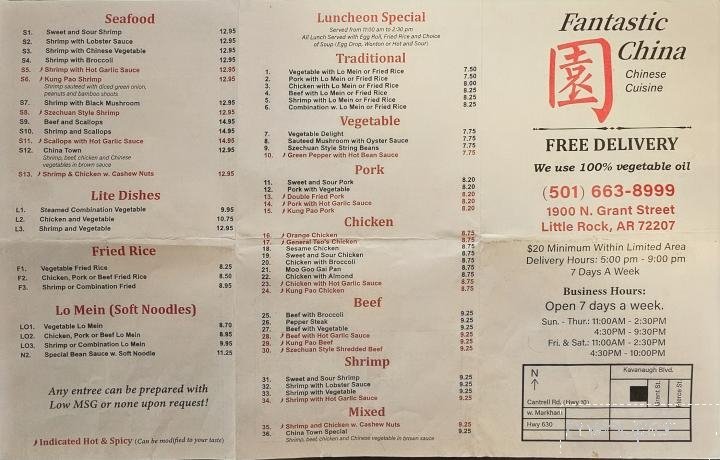 Seafood
S1. Sweet and Sour Shrimp 12.95
S2. Shrimp with Lobster Sauce 12.95
S3. Shrimp with Chinese Vegetable 12.95
S4. Shrimp with Broccoli 12.95
S5. Shrimp with Hot Garlic Sauce 12.95
S6. Kung Pao Shrimp 12.95
Shrimp sauteed with diced green onion,
peanuts and bamboo shoots
S7. Shrimp with Black Mushroom 12.95
S8. Szechuan Style Shrimp 12.95
S9. Beef and Scallops 14.95
S10. Shrimp and Scallops 14.95
S11. Scallops with Hot Garlic Sauce 14.95
S12. China Town 12.95
Shrimp, beef, chicken and Chinese
vegetables in brown sauce
S13. Shrimp & Chicken w. Cashew Nuts 12.95
Lite Dishes
L1. Steamed Combination Vegetable 9.95
L2. Chicken and Vegetable 10.75
L3. Shrimp and Vegetable 12.95
Fried Rice
F1. Vegetable Fried Rice 8.25
F2. Chicken, Pork or Beef Fried Rice 8.50
F3. Shrimp or Combination Fried 8.95
Lo Mein (Soft Noodles)
LO1. Vegetable Lo Mein 8.70
LO2. Chicken, Pork or Beef Lo Mein 8.95
LO3. Shrimp or Combination Lo Mein 9.95
N2. Special Bean Sauce w. Soft Noodle 11.25
Any entree can be prepared with
Low MSG or none upon request!
Indicated Hot & Spicy (Can be modified to your taste)
Luncheon Special
Served from 11:00 am to 2:30 pm
All Lunch Served with Egg Roll, Fried Rice and Choice
of Soup (Egg Drop, Wonton or Hot and Sour)
Traditional
1. Vegetable with Lo Mein or Fried Rice 7.50
2. Pork with Lo Mein or Fried Rice 7.50
3. Chicken with Lo Mein or Fried Rice 8.00
4. Beef with Lo Mein or Fried Rice 8.25
5. Shrimp with Lo Mein or Fried Rice 8.25
6. Combination w. Lo Mein or Fried Rice 8.25
Vegetable
7. Vegetable Delight 7.75
8. Sauteed Mushroom with Oyster Sauce 7.75
9. Szechuan Style String Beans 7.75
10. Green Pepper with Hot Bean Sauce 7.75
Pork
11. Sweet and Sour Pork 8.20
12. Pork with Vegetable 8.20
13. Double Fried Pork 8.20
14. Pork with Hot Garlic Sauce 8.20
15. Kung Pao Pork 8.20
Chicken
16. Orange Chicken 8.75
17. General Tso's Chicken 8.75
18. Sesame Chicken 8.75
19. Sweet and Sour Chicken 8.75
20. Chicken with Broccoli 8.75
21. Moo Goo Gai Pan 8.75
22. Chicken with Almond 8.75
23. Chicken with Hot Garlic Sauce 8.75
24. Kung Pao Chicken 8.75
Beef
25. Beef with Broccoli 9.25
26. Pepper Steak 9.25
27. Beef with Vegetable 9.25
28. Beef with Hot Garlic Sauce 9.25
29. Kung Pao Beef 9.25
30. Szechuan Style Shredded Beef 9.25
Shrimp
31. Sweet and Sour Shrimp 9.25
32. Shrimp with Lobster Sauce 9.25
33. Shrimp with Vegetable 9.25
34. Shrimp with Hot Garlic Sauce 9.25
Mixed
35. Shrimp and Chicken w. Cashew Nuts 9.25
36. China Town Special 9.25
Shrimp, beef, chicken and Chinese vegetables in brown sauce
Fantastic
China
園
Chinese
Cuisine
FREE DELIVERY
We use 100% vegetable oil
(501) 663-8999
1900 N. Grant Street
Little Rock, AR 72207
$20 Minimum Within Limited Area
Delivery Hours: 5:00 pm - 9:00 pm
7 Days A Week
Business Hours:
Open 7 days a week.
Sun. - Thur.: 11:00AM - 2:30PM
4:30PM - 9:30PM
Fri. & Sat.: 11:00AM - 2:30PM
4:30PM - 10:00PM
N
Kavanaugh Blvd.
Grant St.
Pierce St.
Cantrell Rd. (Hwy 10)
w. Markham
Hwy 630